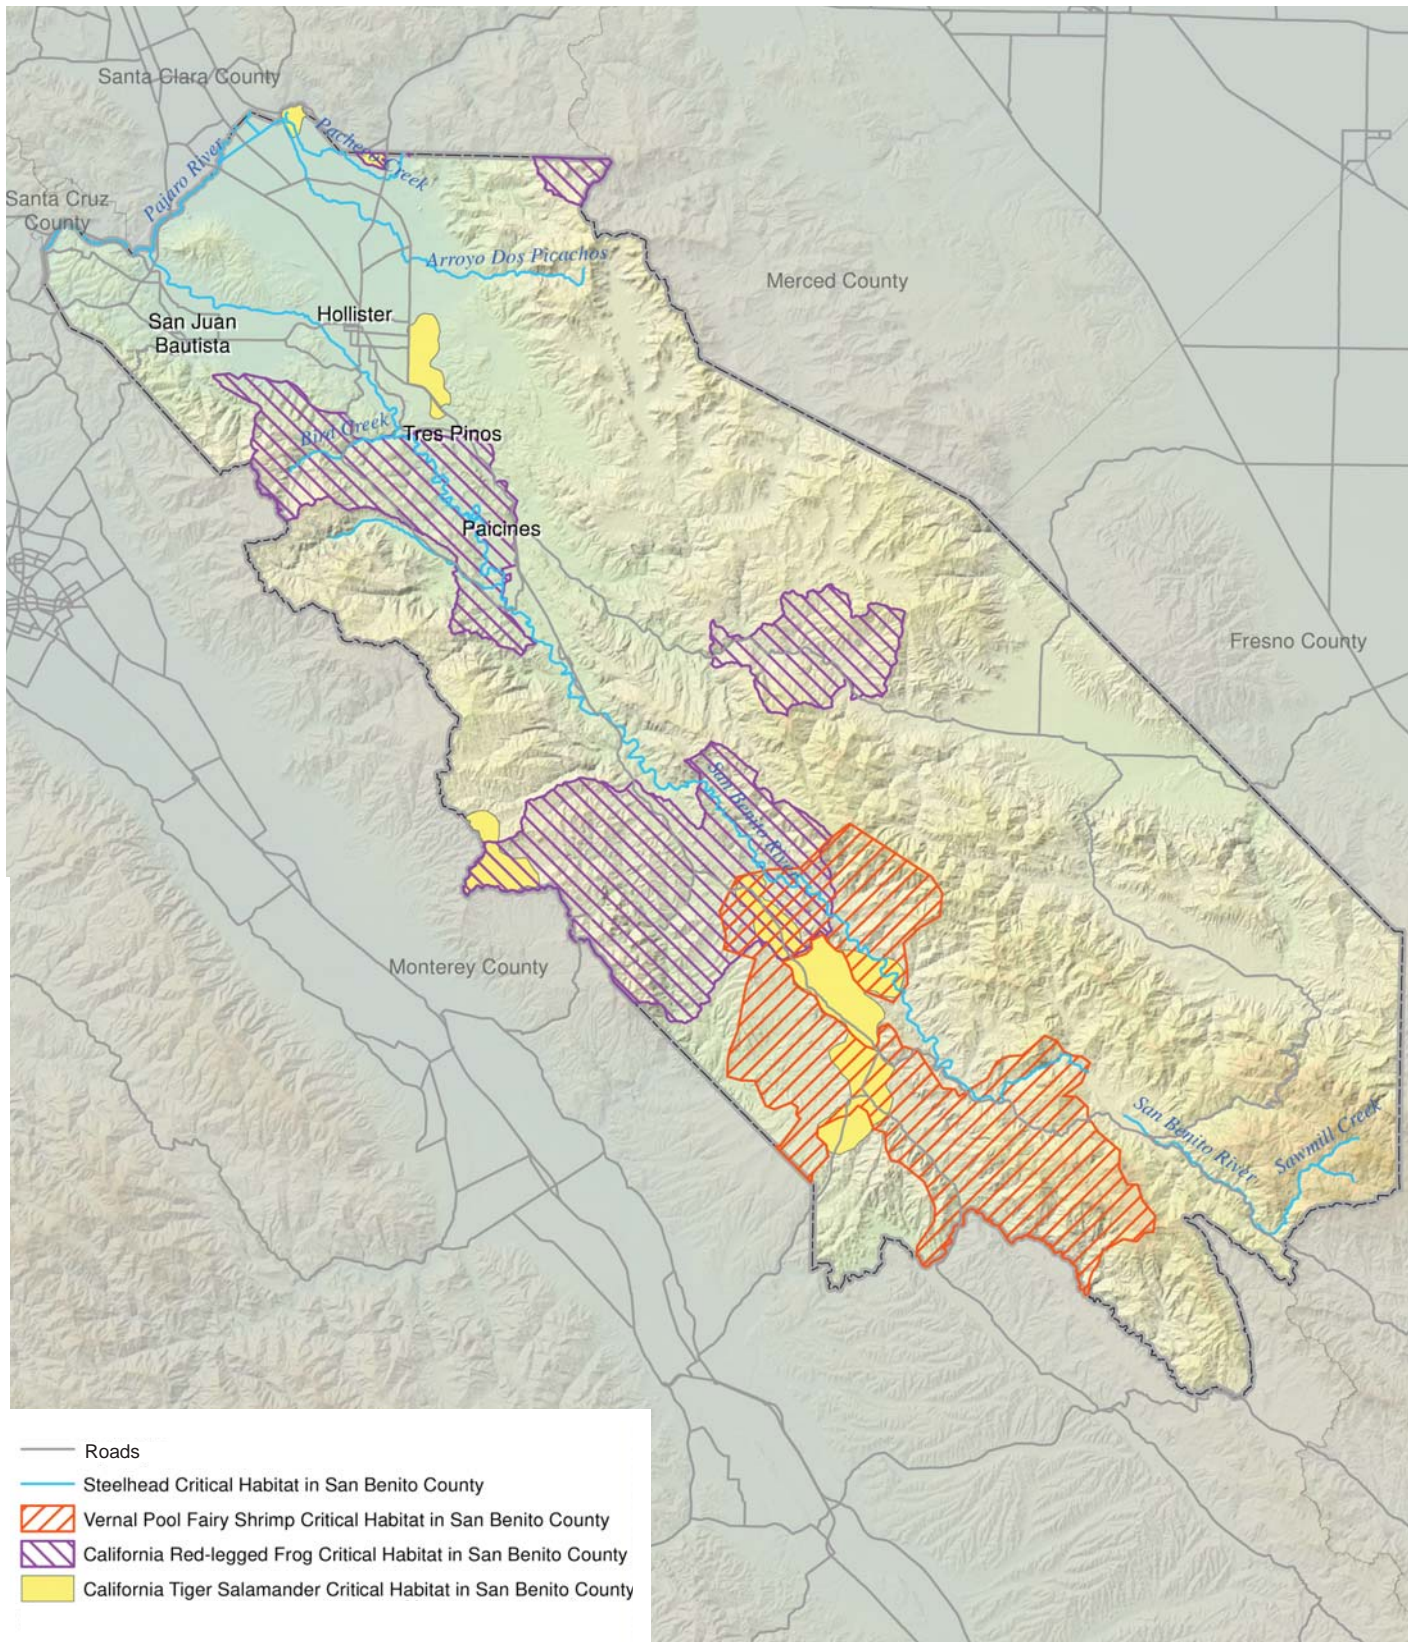 Santa Clara County
Pacheco Creek
Pajaro River
Santa Cruz
County
Arroyo Dos Picachos
Merced County
Hollister
San Juan
Bautista
Bird Creek
Tres Pinos
Paicines
Fresno County
San Benito River
Monterey County
San Benito River
Sawmill Creek
Roads
Steelhead Critical Habitat in San Benito County
Vernal Pool Fairy Shrimp Critical Habitat in San Benito County
California Red-legged Frog Critical Habitat in San Benito County
California Tiger Salamander Critical Habitat in San Benito County